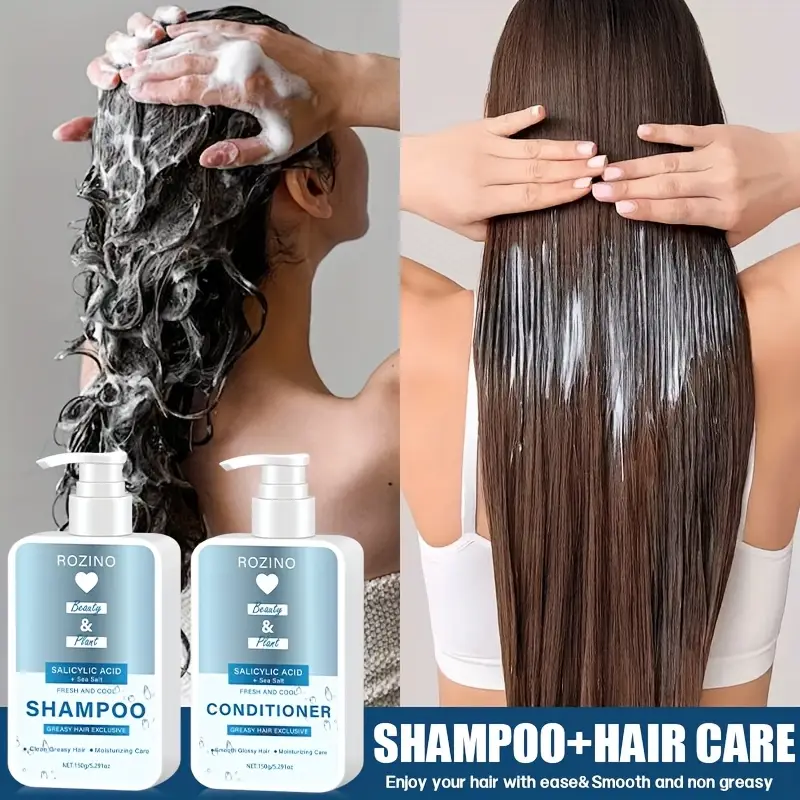 ROZINO
Beauty
&
Plant
SALICYLIC ACID
+ Sea Salt
FRESH AND COOL
SHAMPOO
GREASY HAIR EXCLUSIVE
• Clean Greasy Hair • Moisturizing Care
NET.150g/5.291oz
ROZINO
Beauty
&
Plant
SALICYLIC ACID
+ Sea Salt
FRESH AND COOL
CONDITIONER
GREASY HAIR EXCLUSIVE
• Smooth Glossy Hair • Moisturizing Care
NET.150g/5.291oz
SHAMPOO+HAIR CARE
Enjoy your hair with ease& Smooth and non greasy